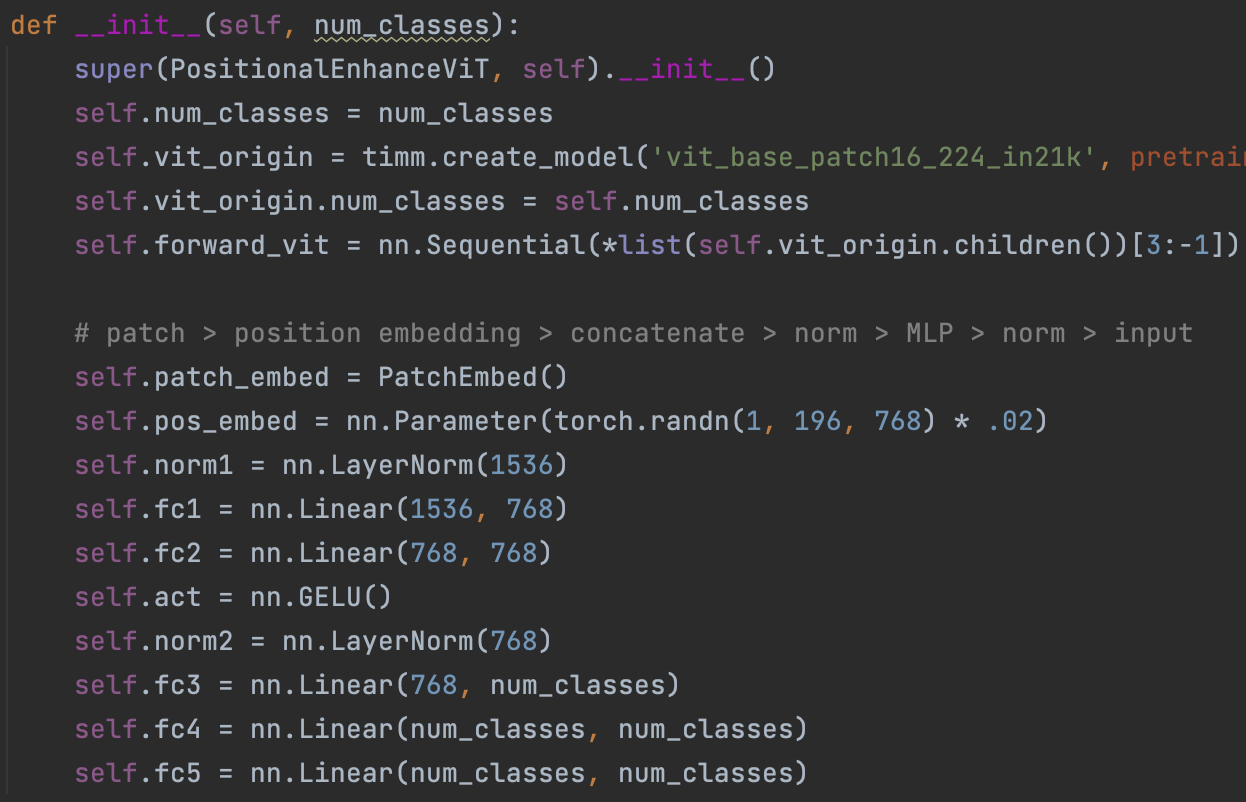 def __init__(self, num_classes):
    super(PositionalEnhanceViT, self).__init__()
    self.num_classes = num_classes
    self.vit_origin = timm.create_model('vit_base_patch16_224_in21k', pretrai
    self.vit_origin.num_classes = self.num_classes
    self.forward_vit = nn.Sequential(*list(self.vit_origin.children())[3:-1])

    # patch > position embedding > concatenate > norm > MLP > norm > input
    self.patch_embed = PatchEmbed()
    self.pos_embed = nn.Parameter(torch.randn(1, 196, 768) * .02)
    self.norm1 = nn.LayerNorm(1536)
    self.fc1 = nn.Linear(1536, 768)
    self.fc2 = nn.Linear(768, 768)
    self.act = nn.GELU()
    self.norm2 = nn.LayerNorm(768)
    self.fc3 = nn.Linear(768, num_classes)
    self.fc4 = nn.Linear(num_classes, num_classes)
    self.fc5 = nn.Linear(num_classes, num_classes)